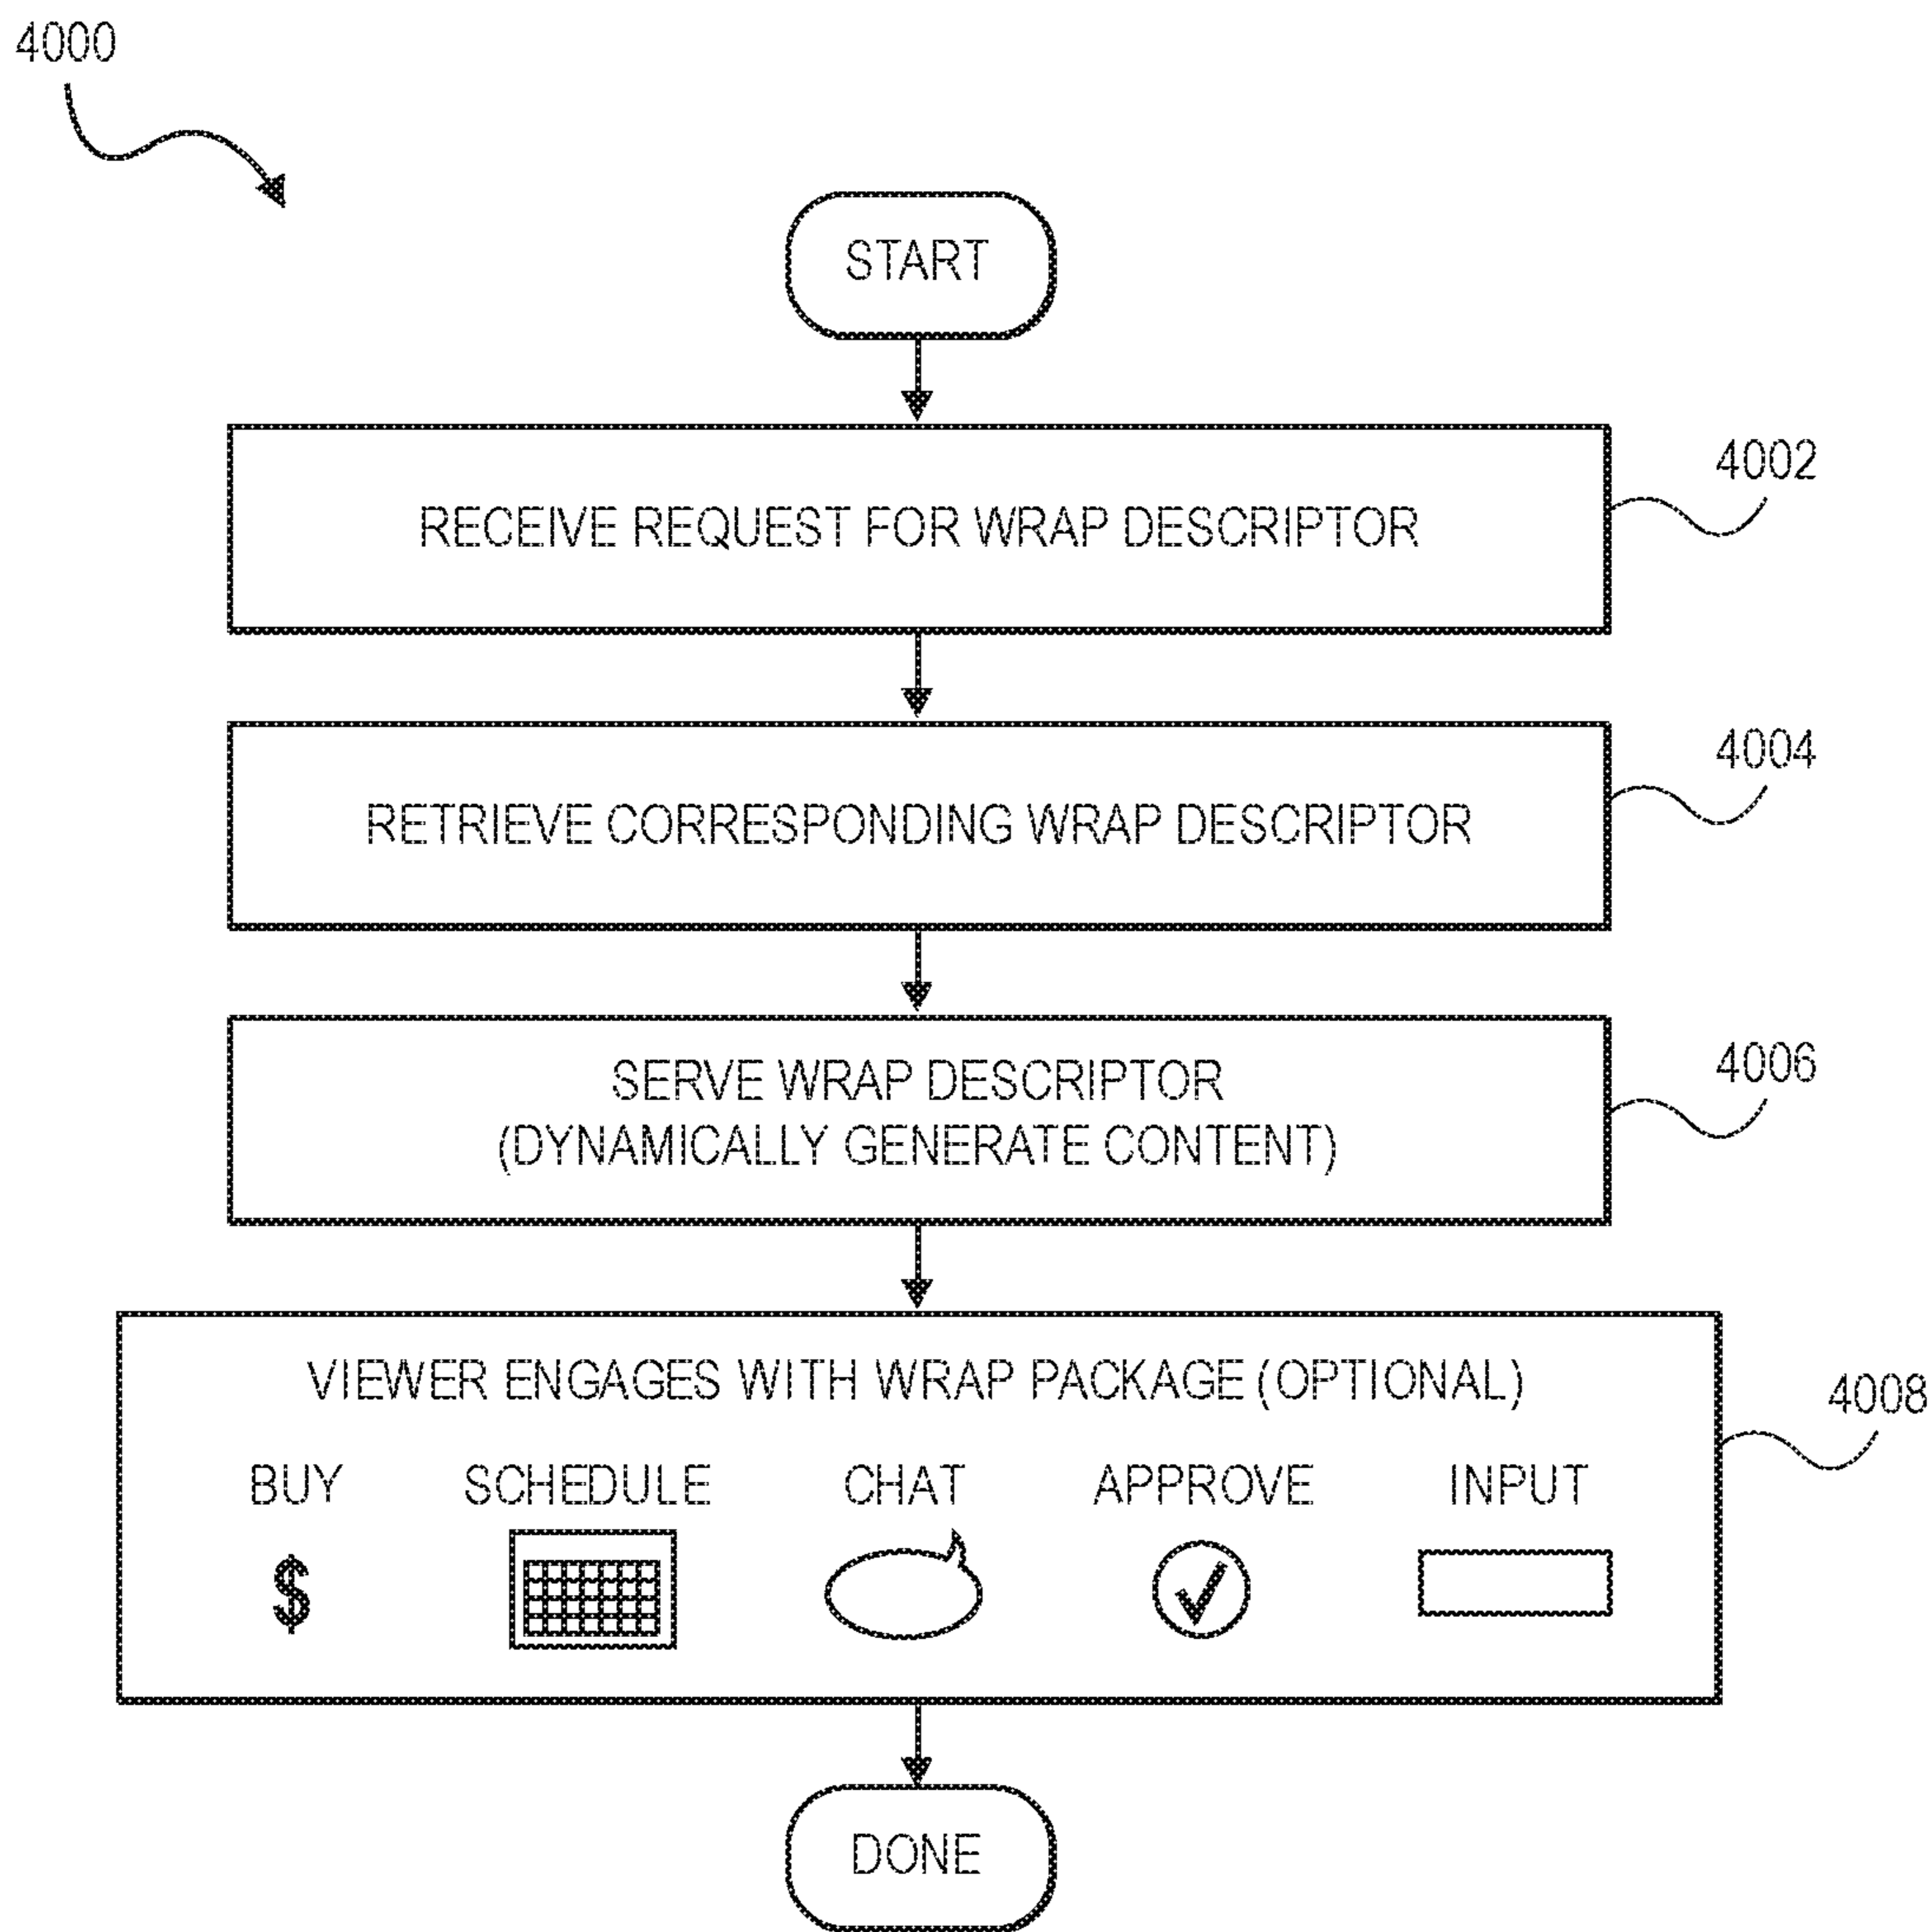 4000
START
RECEIVE REQUEST FOR WRAP DESCRIPTOR
4002
RETRIEVE CORRESPONDING WRAP DESCRIPTOR
4004
SERVE WRAP DESCRIPTOR
(DYNAMICALLY GENERATE CONTENT)
4006
VIEWER ENGAGES WITH WRAP PACKAGE (OPTIONAL)
4008
BUY SCHEDULE CHAT APPROVE INPUT
$
DONE